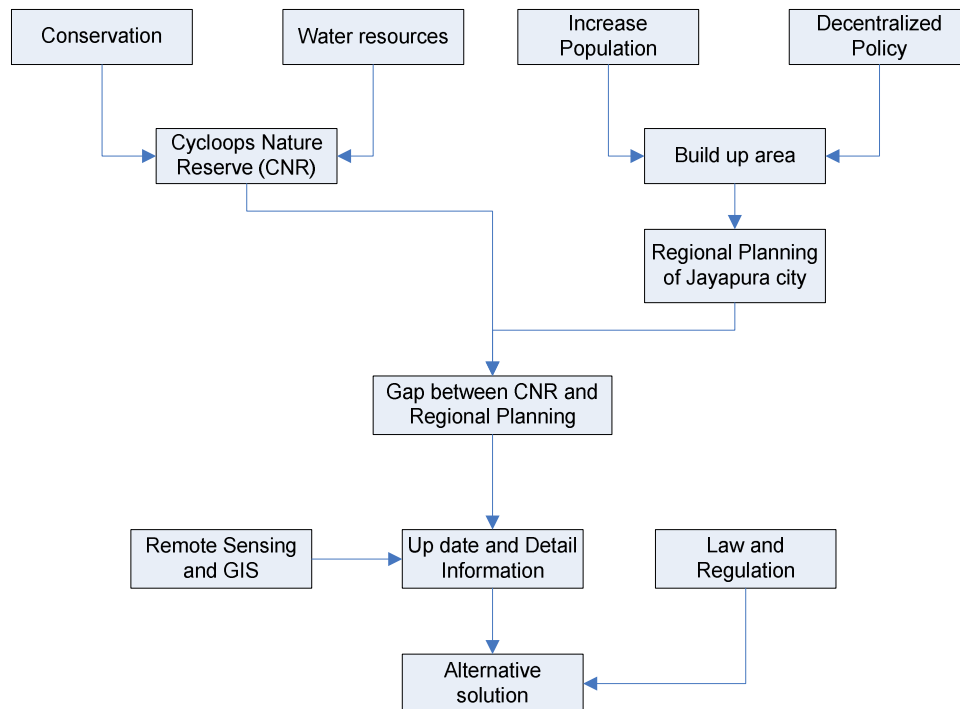 Conservation
Water resources
Increase
Population
Decentralized
Policy
Cycloops Nature
Reserve (CNR)
Build up area
Regional Planning
of Jayapura city
Gap between CNR and
Regional Planning
Remote Sensing
and GIS
Up date and Detail
Information
Law and
Regulation
Alternative
solution